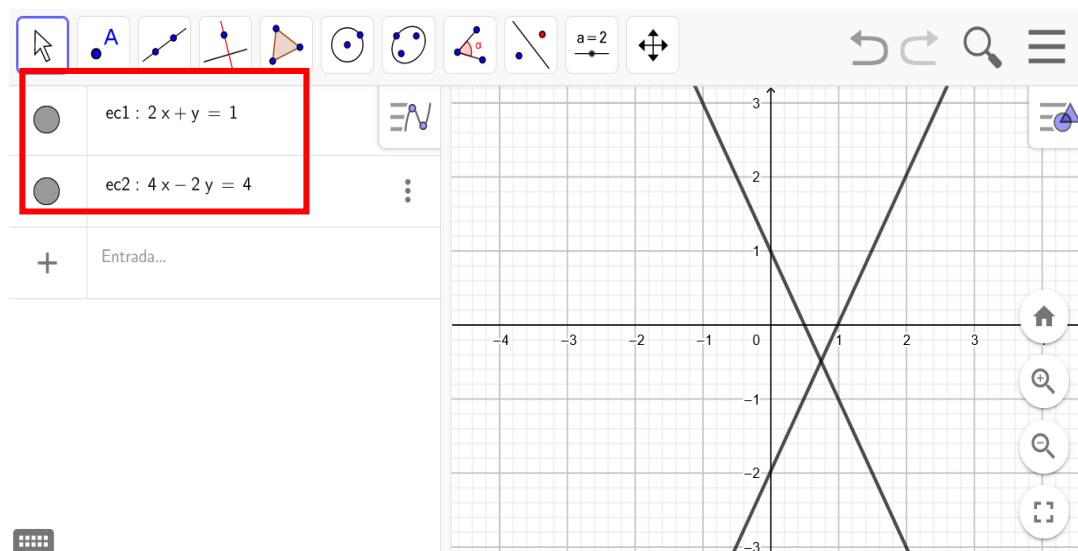 A
α
a = 2
ec1 : 2 x + y = 1
ec2 : 4 x − 2 y = 4
Entrada...
3
2
1
−4 −3 −2 −1 0 1 2 3
−1
−2
−3